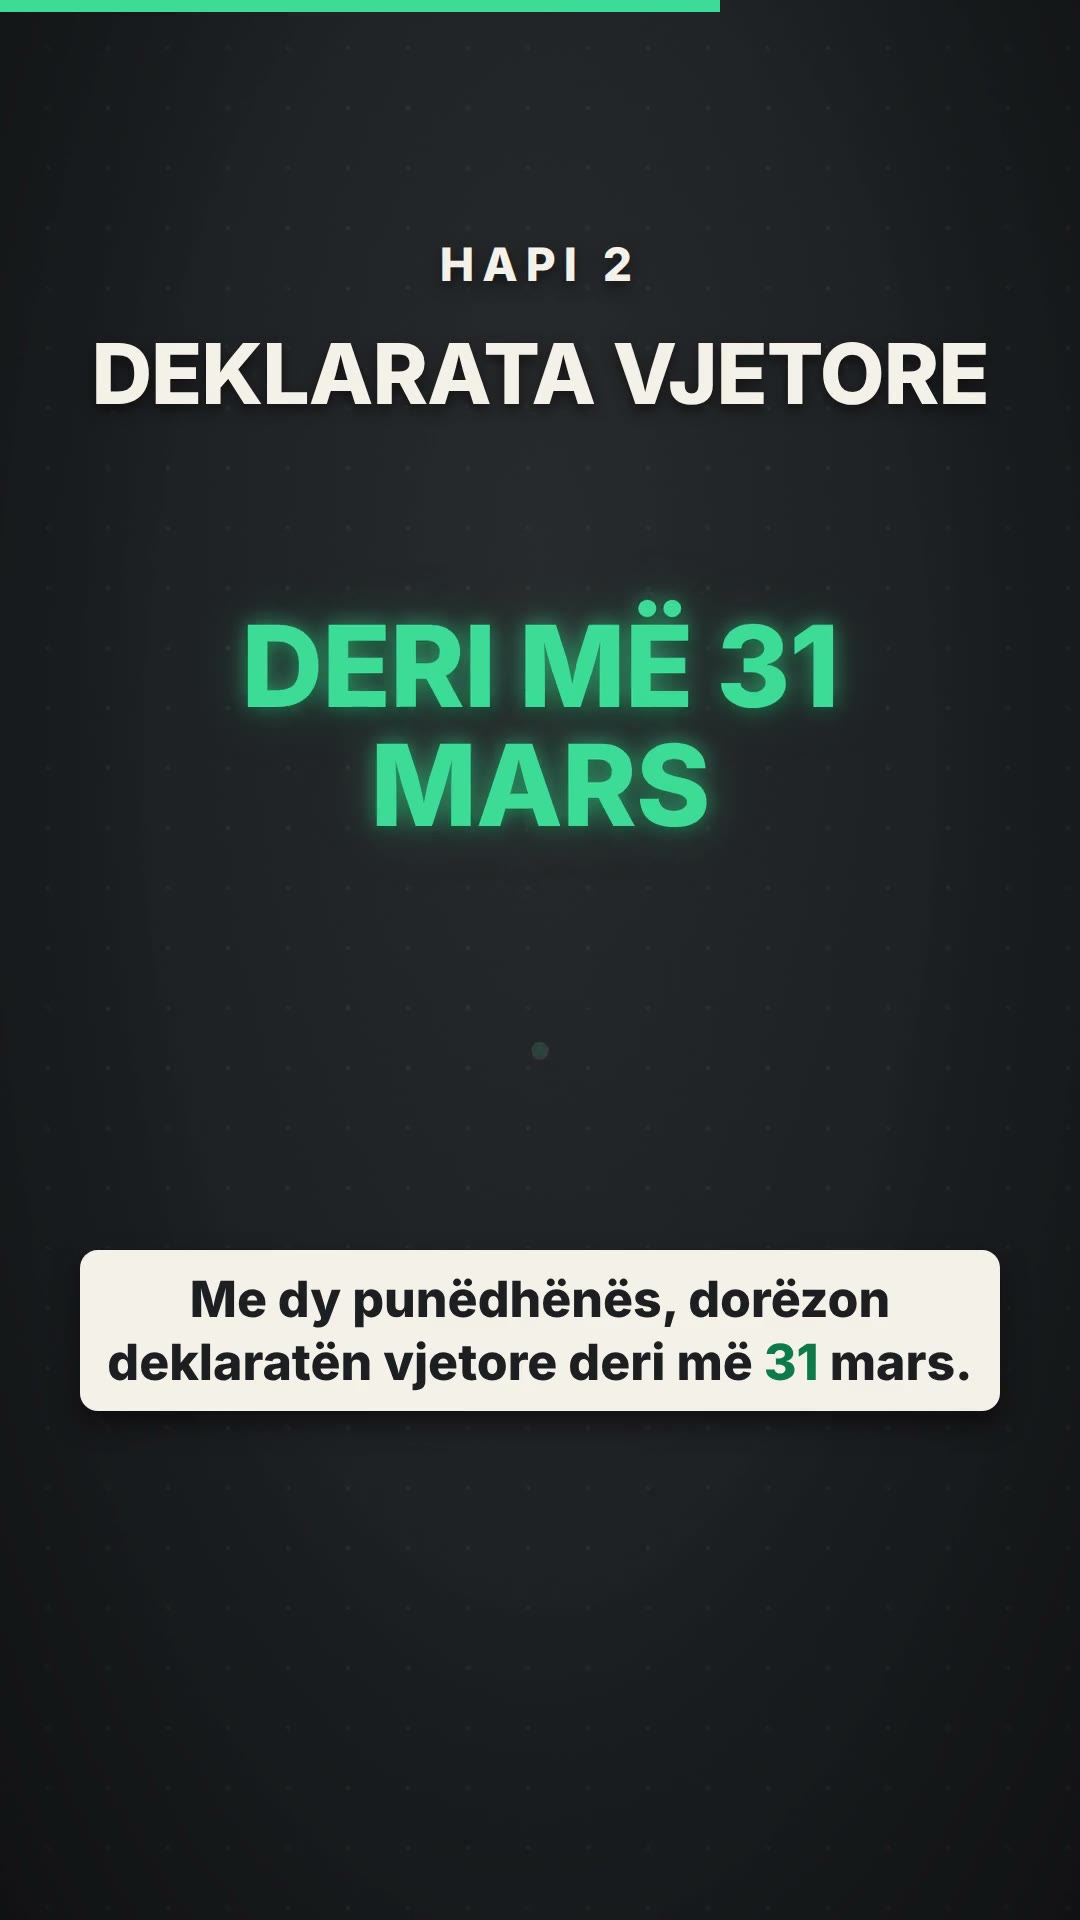 HAPI 2
DEKLARATA VJETORE
DERI MË 31
MARS
Me dy punëdhënës, dorëzon
deklaratën vjetore deri më 31 mars.